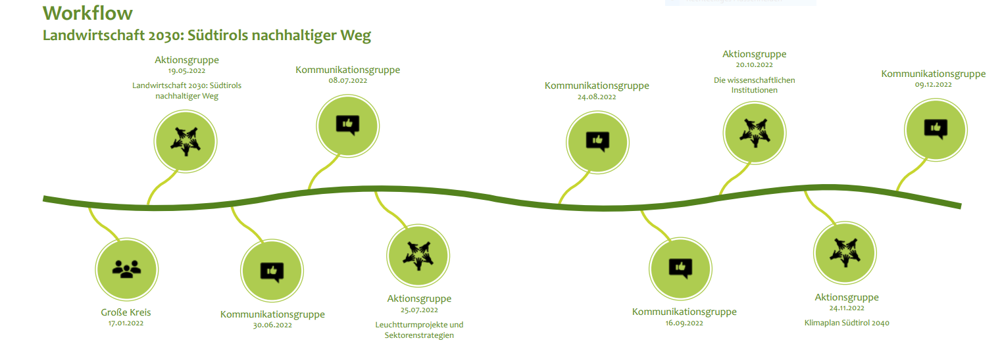 Workflow
Landwirtschaft 2030: Südtirols nachhaltiger Weg
Aktionsgruppe
19.05.2022
Landwirtschaft 2030: Südtirols
nachhaltiger Weg
Kommunikationsgruppe
08.07.2022
Kommunikationsgruppe
24.08.2022
Aktionsgruppe
20.10.2022
Die wissenschaftlichen
Institutionen
Kommunikationsgruppe
09.12.2022
Große Kreis
17.01.2022
Kommunikationsgruppe
30.06.2022
Aktionsgruppe
25.07.2022
Leuchtturmprojekte und
Sektorenstrategien
Kommunikationsgruppe
16.09.2022
Aktionsgruppe
24.11.2022
Klimaplan Südtirol 2040